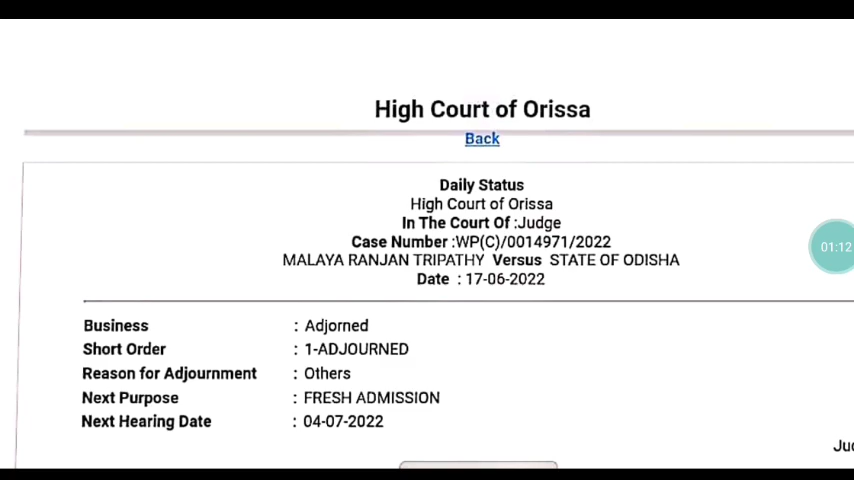 High Court of Orissa
Back
Daily Status
High Court of Orissa
In The Court Of :Judge
Case Number :WP(C)/0014971/2022
MALAYA RANJAN TRIPATHY Versus STATE OF ODISHA
Date : 17-06-2022
01:12
Business : Adjorned
Short Order : 1-ADJOURNED
Reason for Adjournment : Others
Next Purpose : FRESH ADMISSION
Next Hearing Date : 04-07-2022